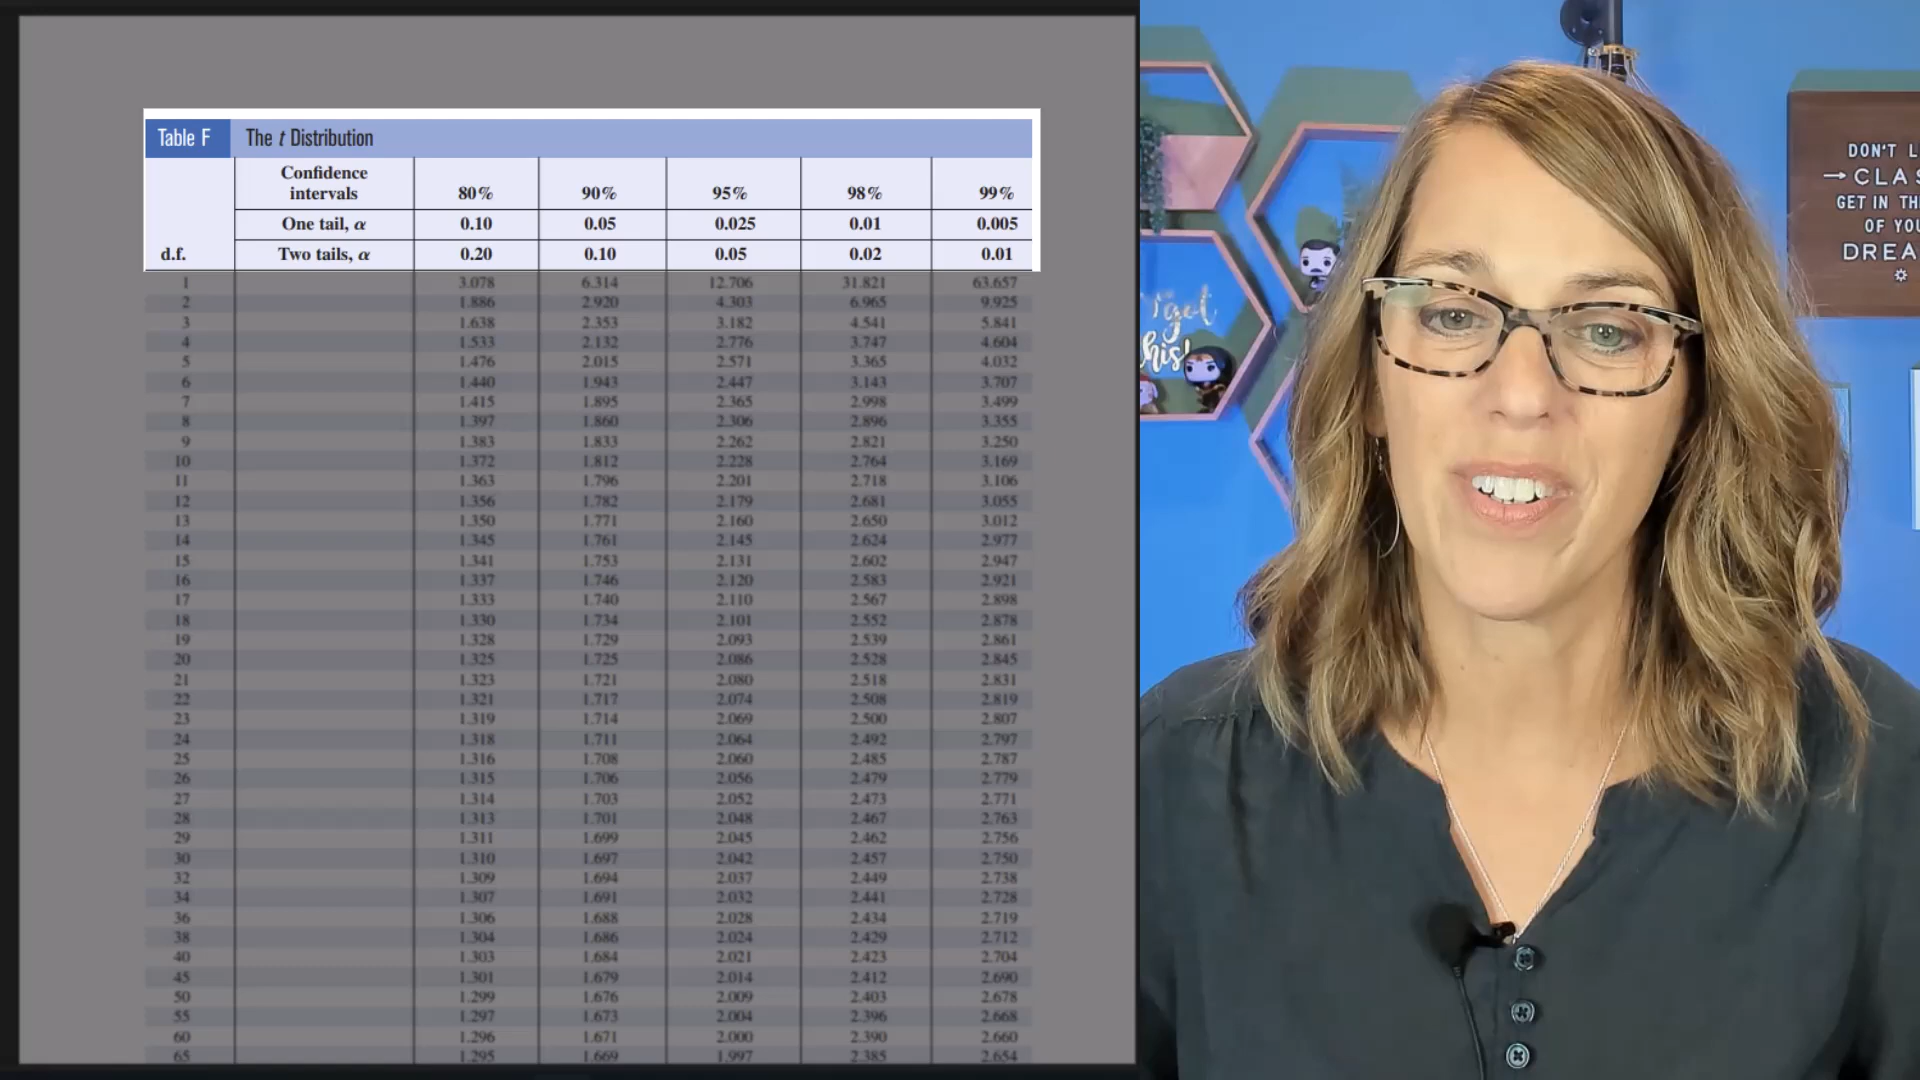 Table F The t Distribution
Confidence intervals 80% 90% 95% 98% 99%
One tail, α 0.10 0.05 0.025 0.01 0.005
d.f. Two tails, α 0.20 0.10 0.05 0.02 0.01
1 3.078 6.314 12.706 31.821 63.657
2 1.886 2.920 4.303 6.965 9.925
3 1.638 2.353 3.182 4.541 5.841
4 1.533 2.132 2.776 3.747 4.604
5 1.476 2.015 2.571 3.365 4.032
6 1.440 1.943 2.447 3.143 3.707
7 1.415 1.895 2.365 2.998 3.499
8 1.397 1.860 2.306 2.896 3.355
9 1.383 1.833 2.262 2.821 3.250
10 1.372 1.812 2.228 2.764 3.169
11 1.363 1.796 2.201 2.718 3.106
12 1.356 1.782 2.179 2.681 3.055
13 1.350 1.771 2.160 2.650 3.012
14 1.345 1.761 2.145 2.624 2.977
15 1.341 1.753 2.131 2.602 2.947
16 1.337 1.746 2.120 2.583 2.921
17 1.333 1.740 2.110 2.567 2.898
18 1.330 1.734 2.101 2.552 2.878
19 1.328 1.729 2.093 2.539 2.861
20 1.325 1.725 2.086 2.528 2.845
21 1.323 1.721 2.080 2.518 2.831
22 1.321 1.717 2.074 2.508 2.819
23 1.319 1.714 2.069 2.500 2.807
24 1.318 1.711 2.064 2.492 2.797
25 1.316 1.708 2.060 2.485 2.787
26 1.315 1.706 2.056 2.479 2.779
27 1.314 1.703 2.052 2.473 2.771
28 1.313 1.701 2.048 2.467 2.763
29 1.311 1.699 2.045 2.462 2.756
30 1.310 1.697 2.042 2.457 2.750
32 1.309 1.694 2.037 2.449 2.738
34 1.307 1.691 2.032 2.441 2.728
36 1.306 1.688 2.028 2.434 2.719
38 1.304 1.686 2.024 2.429 2.712
40 1.303 1.684 2.021 2.423 2.704
45 1.301 1.679 2.014 2.412 2.690
50 1.299 1.676 2.009 2.403 2.678
55 1.297 1.673 2.004 2.396 2.668
60 1.296 1.671 2.000 2.390 2.660
65 1.295 1.669 1.997 2.385 2.654
got
his!
DON'T L
→ CLAS
GET IN TH
OF YOU
DREA